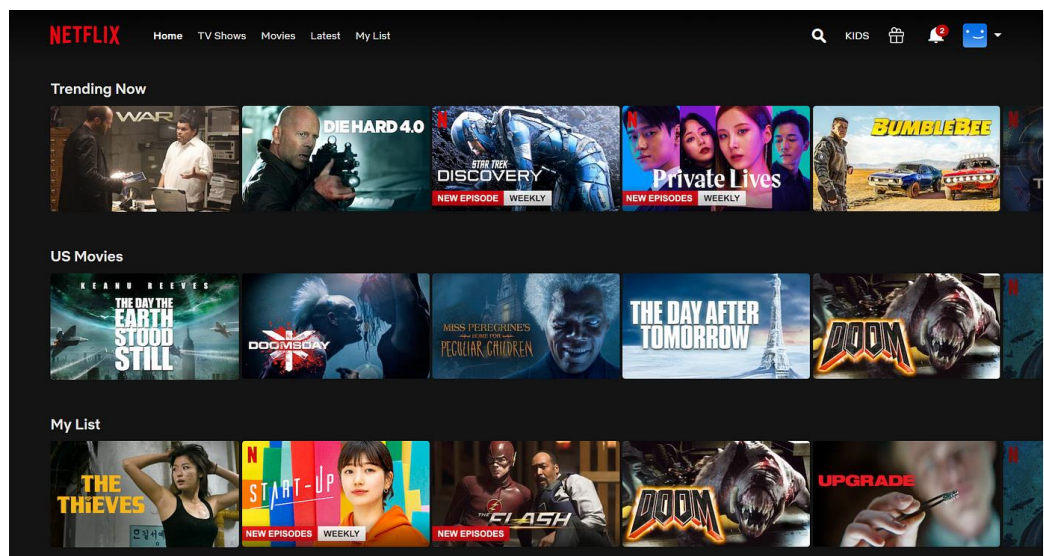 NETFLIX Home TV Shows Movies Latest My List KIDS 2
Trending Now
WAR
DIE HARD 4.0
N
STAR TREK
DISCOVERY
NEW EPISODE WEEKLY
N
Private Lives
NEW EPISODES WEEKLY
BUMBLEBEE
N
T
US Movies
KEANU REEVES
THE DAY THE
EARTH
STOOD
STILL
DOOMSDAY
MISS PEREGRINE'S
HOME FOR
PECULIAR CHILDREN
THE DAY AFTER
TOMORROW
DOOM
N
My List
THE
THIEVES
N
START-UP
NEW EPISODES WEEKLY
THE FLASH
NEW EPISODES
DOOM
UPGRADE
N